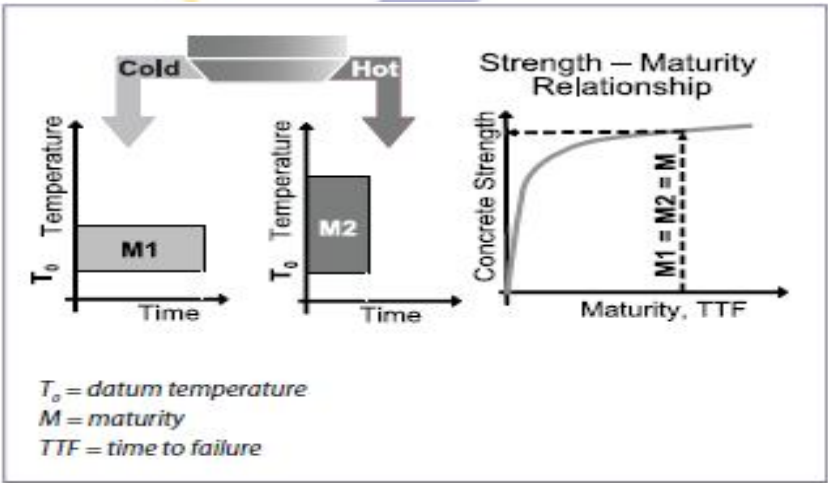 Cold
Hot
Temperature
T₀
M1
Time
Temperature
T₀
M2
Time
Strength – Maturity
Relationship
Concrete Strength
M1 = M2 = M
Maturity, TTF
Tₒ = datum temperature
M = maturity
TTF = time to failure